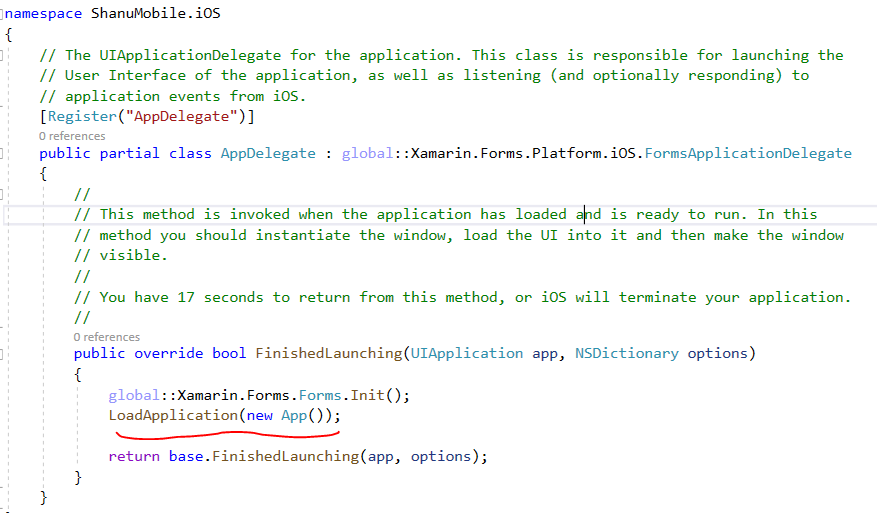 namespace ShanuMobile.iOS
{
// The UIApplicationDelegate for the application. This class is responsible for launching the
// User Interface of the application, as well as listening (and optionally responding) to
// application events from iOS.
[Register("AppDelegate")]
0 references
public partial class AppDelegate : global::Xamarin.Forms.Platform.iOS.FormsApplicationDelegate
{
//
// This method is invoked when the application has loaded and is ready to run. In this
// method you should instantiate the window, load the UI into it and then make the window
// visible.
//
// You have 17 seconds to return from this method, or iOS will terminate your application.
//
0 references
public override bool FinishedLaunching(UIApplication app, NSDictionary options)
{
global::Xamarin.Forms.Forms.Init();
LoadApplication(new App());
return base.FinishedLaunching(app, options);
}
}